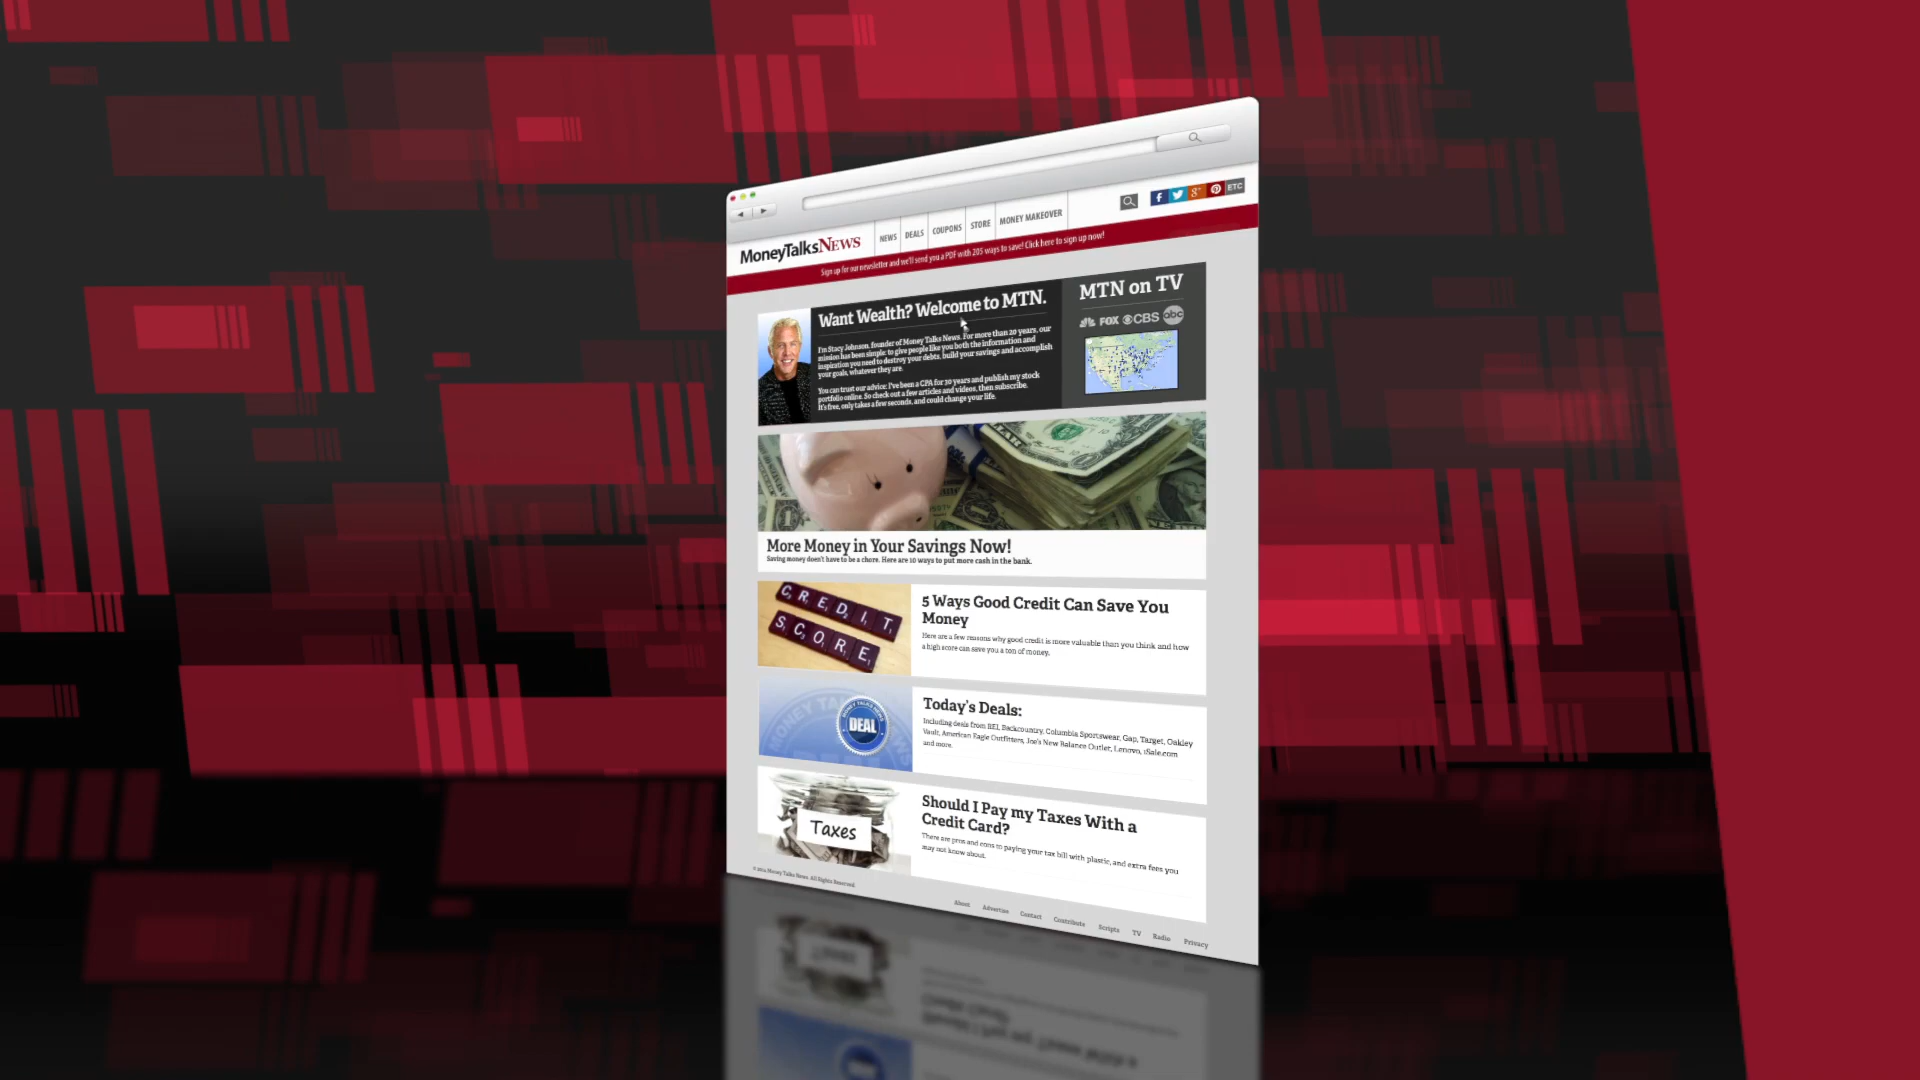 MoneyTalksNEWS
NEWS
DEALS
COUPONS
STORE
MONEY MAKEOVER
f
g+
ETC
Sign up for our newsletter and we'll send you a PDF with 205 ways to save! Click here to sign up now!
Want Wealth? Welcome to MTN.
I'm Stacy Johnson, founder of Money Talks News. For more than 20 years, our
mission has been simple: to give people like you both the information and
inspiration you need to destroy your debts, build your savings and accomplish
your goals, whatever they are.
You can trust our advice: I've been a CPA for 30 years and publish my stock
portfolio online. So check out a few articles and videos, then subscribe.
It's free, only takes a few seconds, and could change your life.
MTN on TV
FOX CBS abc
More Money in Your Savings Now!
Saving money doen't have to be a chore. Here are 10 ways to put more cash in the bank.
CREDIT
SCORE
5 Ways Good Credit Can Save You
Money
Here are a few reasons why good credit is more valuable than you think and how
a high score can save you a ton of money.
MONEY TALKS NEWS
DEAL
Today's Deals:
Including deals from REI, Backcountry, Columbia Sportswear, Gap, Target, Oakley
Vault, American Eagle Outfitters, Joe's New Balance Outlet, Lenovo, 1Sale.com
and more.
Taxes
Should I Pay my Taxes With a
Credit Card?
There are pros and cons to paying your tax bill with plastic, and extra fees you
may not know about.
© 2014 Money Talks News. All Rights Reserved.
About
Advertise
Contact
Contribute
Scripts
TV
Radio
Privacy